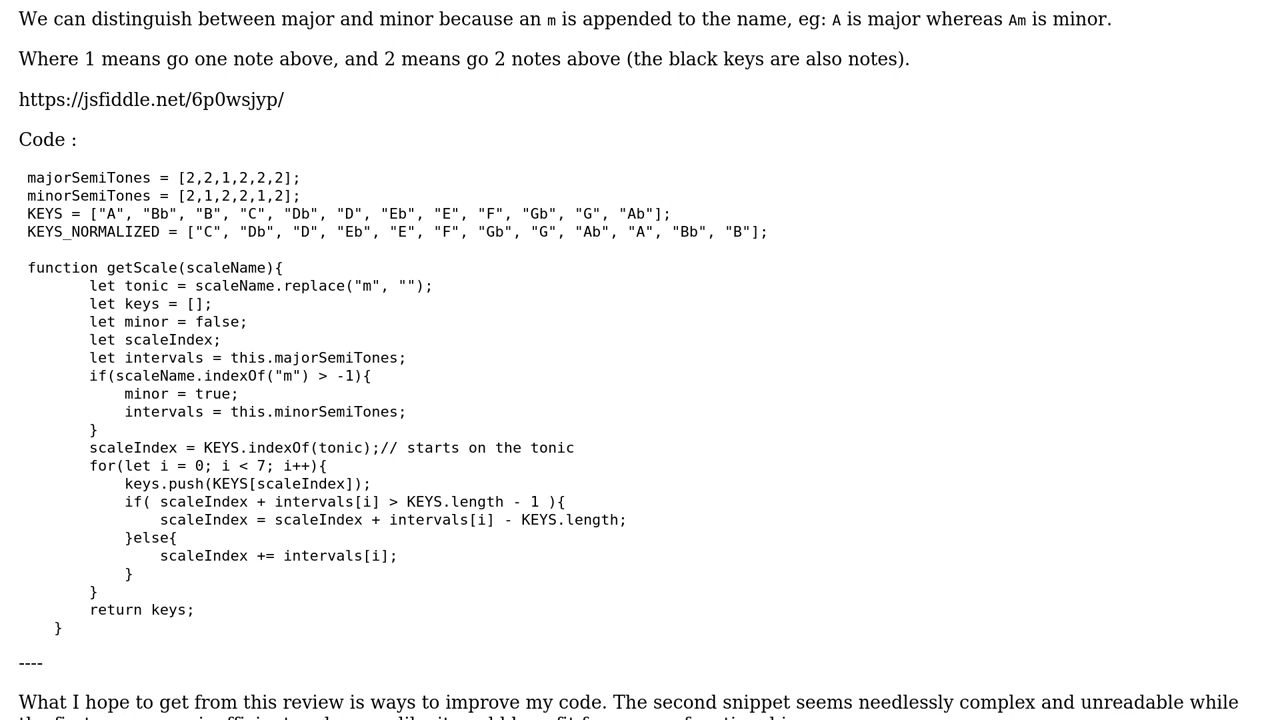 We can distinguish between major and minor because an m is appended to the name, eg: A is major whereas Am is minor.
Where 1 means go one note above, and 2 means go 2 notes above (the black keys are also notes).
https://jsfiddle.net/6p0wsjyp/
Code :
majorSemiTones = [2,2,1,2,2,2];
minorSemiTones = [2,1,2,2,1,2];
KEYS = ["A", "Bb", "B", "C", "Db", "D", "Eb", "E", "F", "Gb", "G", "Ab"];
KEYS_NORMALIZED = ["C", "Db", "D", "Eb", "E", "F", "Gb", "G", "Ab", "A", "Bb", "B"];
function getScale(scaleName){
let tonic = scaleName.replace("m", "");
let keys = [];
let minor = false;
let scaleIndex;
let intervals = this.majorSemiTones;
if(scaleName.indexOf("m") > -1){
minor = true;
intervals = this.minorSemiTones;
}
scaleIndex = KEYS.indexOf(tonic);// starts on the tonic
for(let i = 0; i < 7; i++){
keys.push(KEYS[scaleIndex]);
if( scaleIndex + intervals[i] > KEYS.length - 1 ){
scaleIndex = scaleIndex + intervals[i] - KEYS.length;
}else{
scaleIndex += intervals[i];
}
}
return keys;
}
----
What I hope to get from this review is ways to improve my code. The second snippet seems needlessly complex and unreadable while